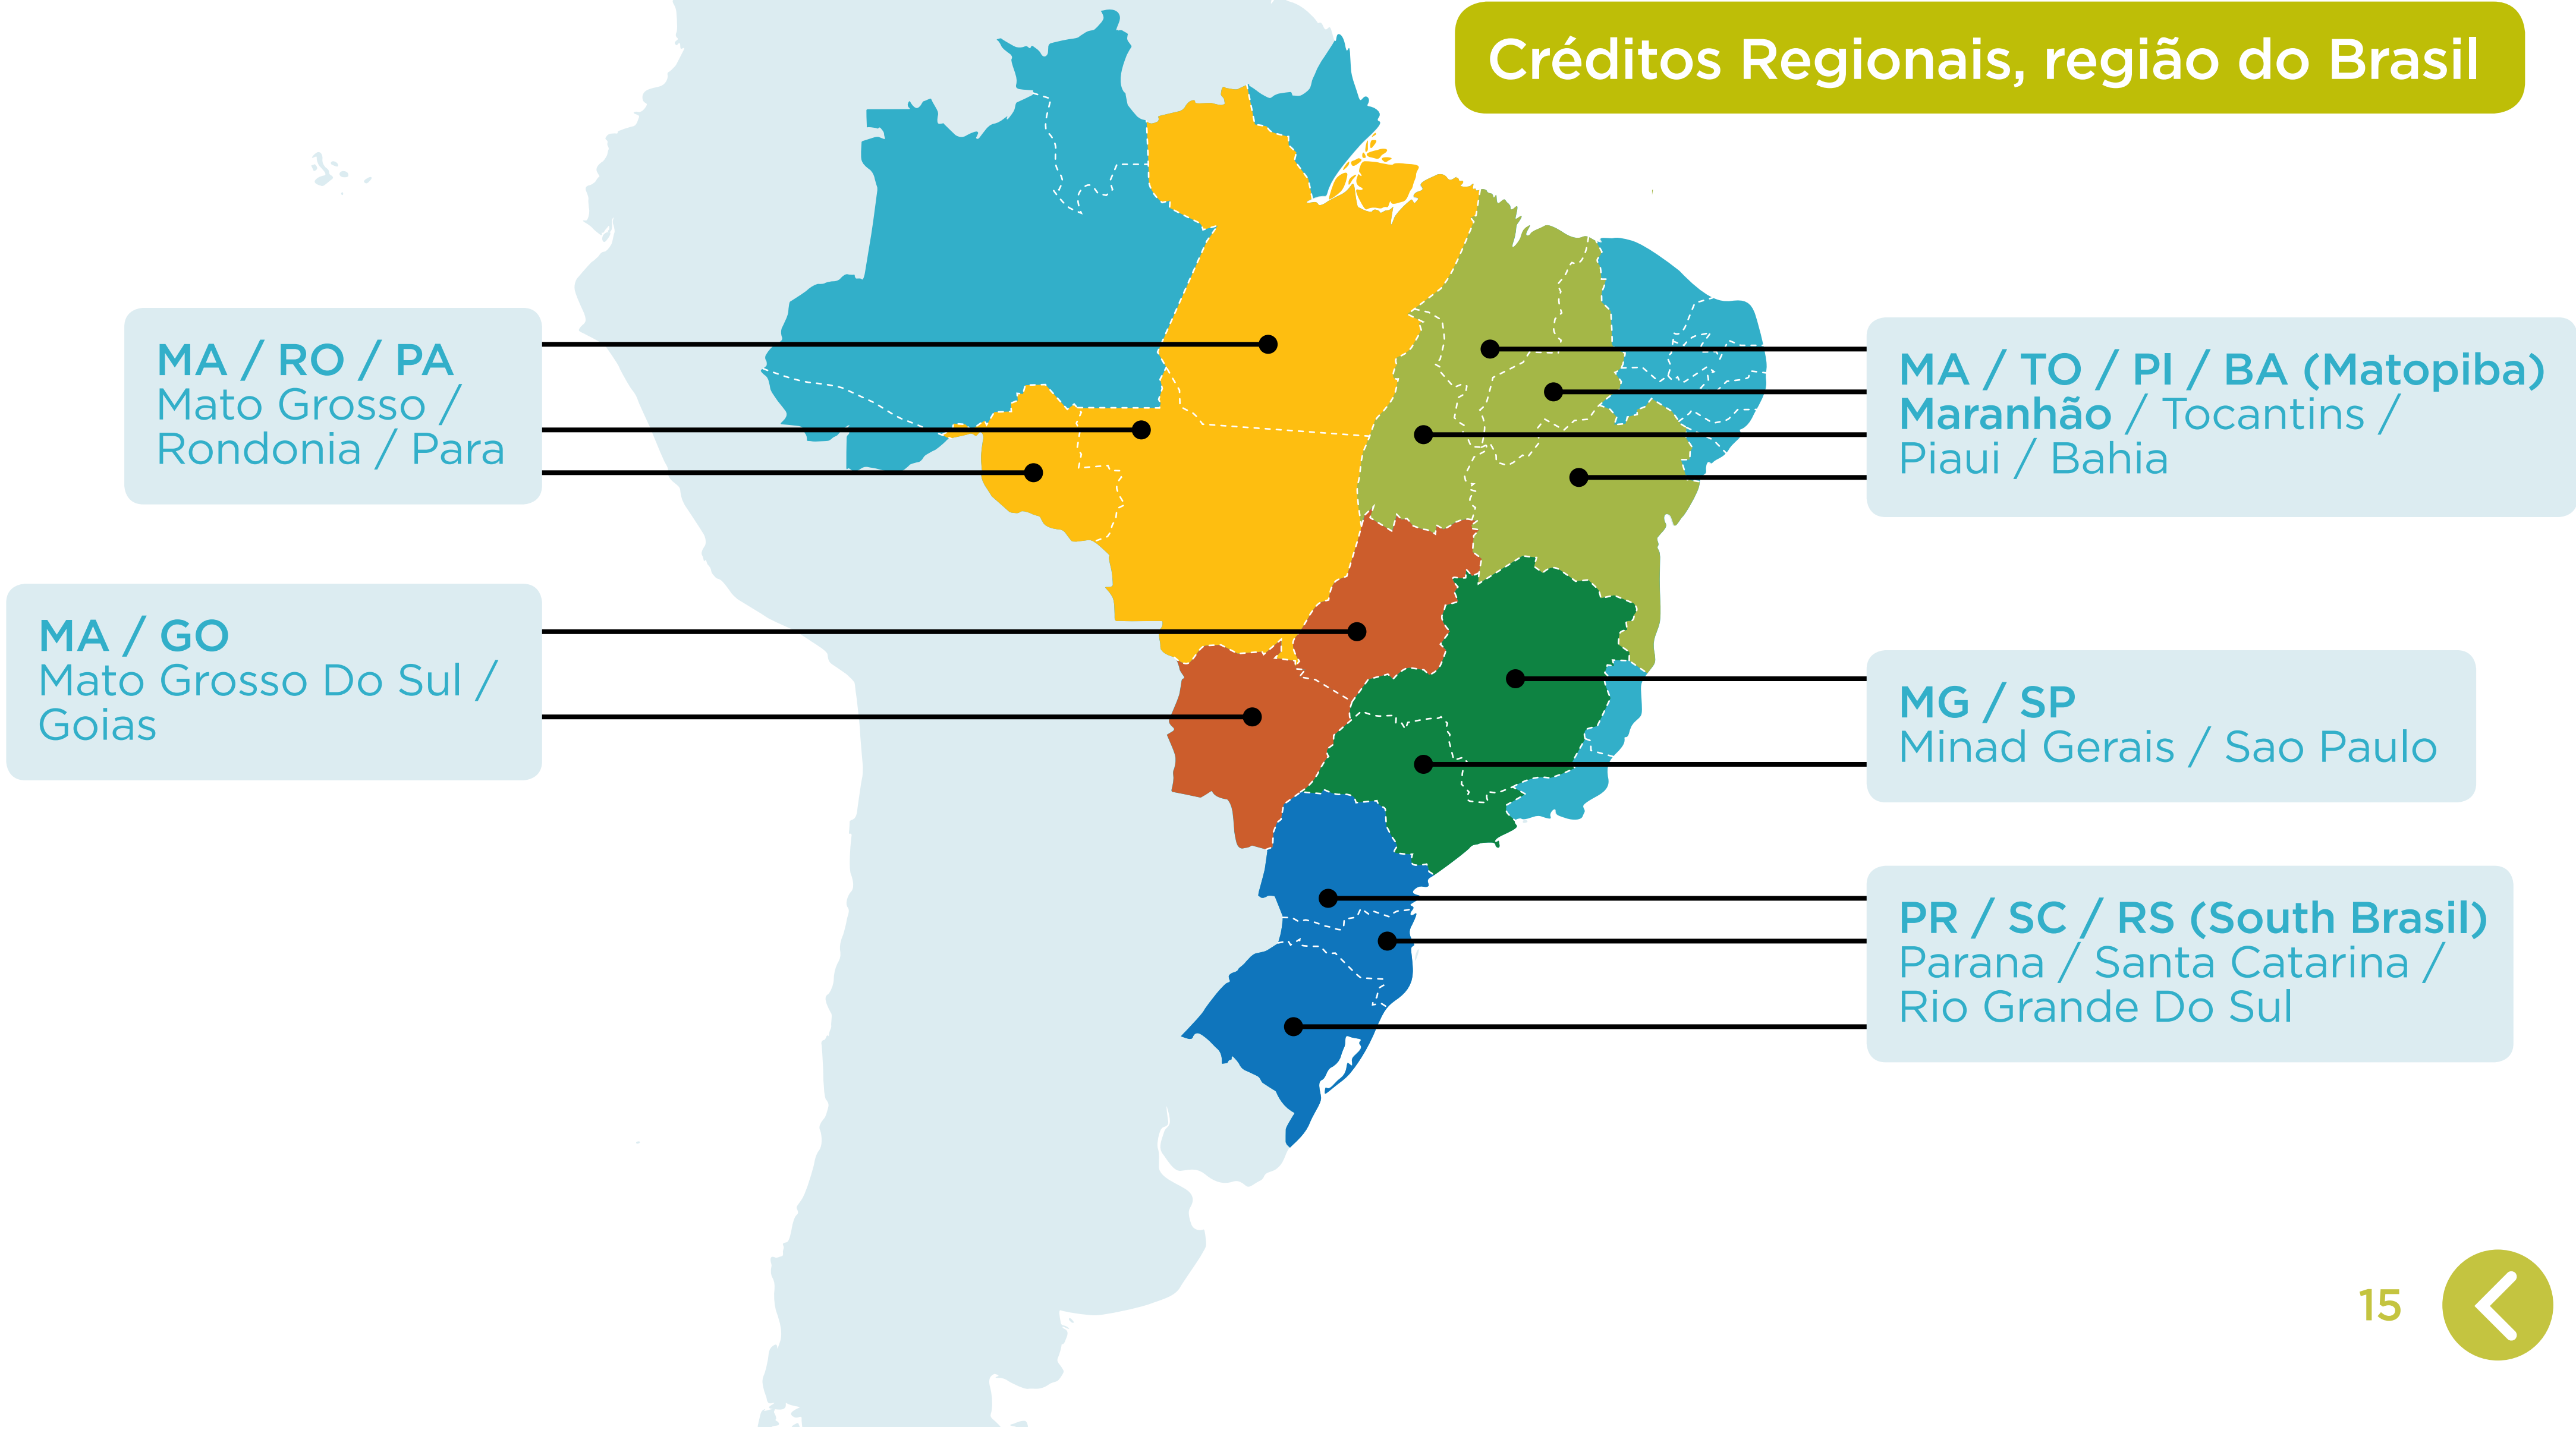 Créditos Regionais, região do Brasil
MA / RO / PA
Mato Grosso /
Rondonia / Para
MA / GO
Mato Grosso Do Sul /
Goias
MA / TO / PI / BA (Matopiba)
Maranhão / Tocantins /
Piaui / Bahia
MG / SP
Minad Gerais / Sao Paulo
PR / SC / RS (South Brasil)
Parana / Santa Catarina /
Rio Grande Do Sul
15